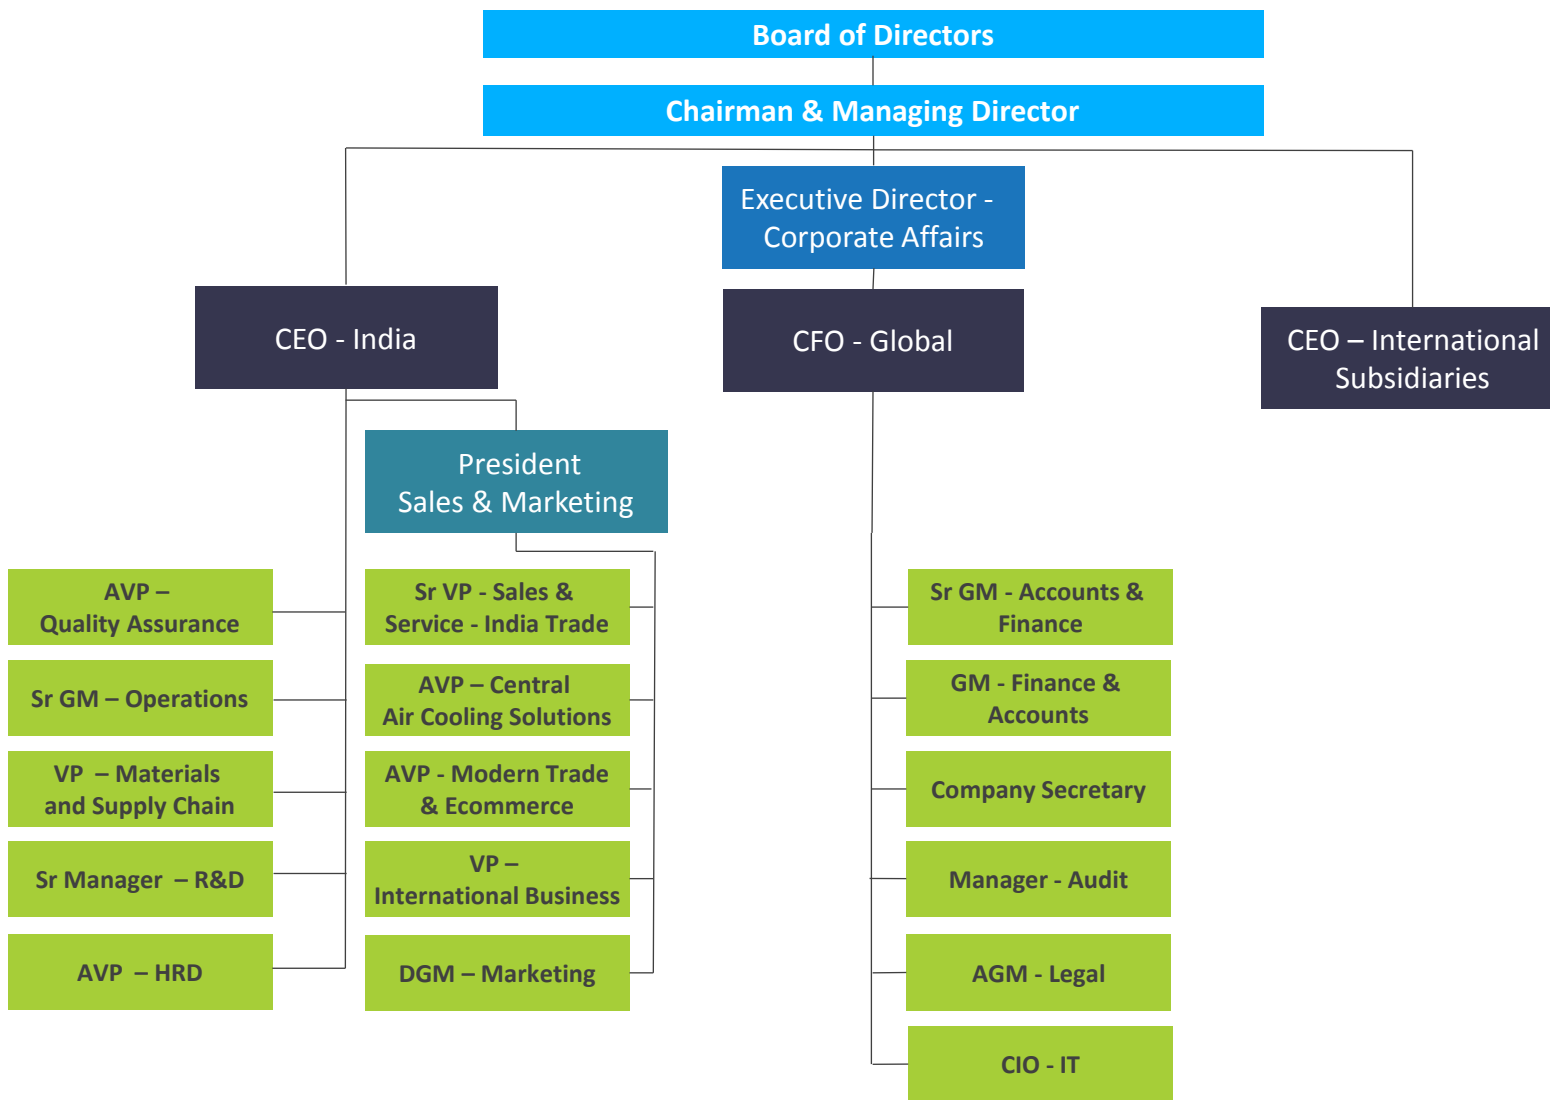 Board of Directors
Chairman & Managing Director
Executive Director -
Corporate Affairs
CEO - India
CFO - Global
CEO – International
Subsidiaries
President
Sales & Marketing
AVP –
Quality Assurance
Sr GM – Operations
VP – Materials
and Supply Chain
Sr Manager – R&D
AVP – HRD
Sr VP - Sales &
Service - India Trade
AVP – Central
Air Cooling Solutions
AVP - Modern Trade
& Ecommerce
VP –
International Business
DGM – Marketing
Sr GM - Accounts &
Finance
GM - Finance &
Accounts
Company Secretary
Manager - Audit
AGM - Legal
CIO - IT